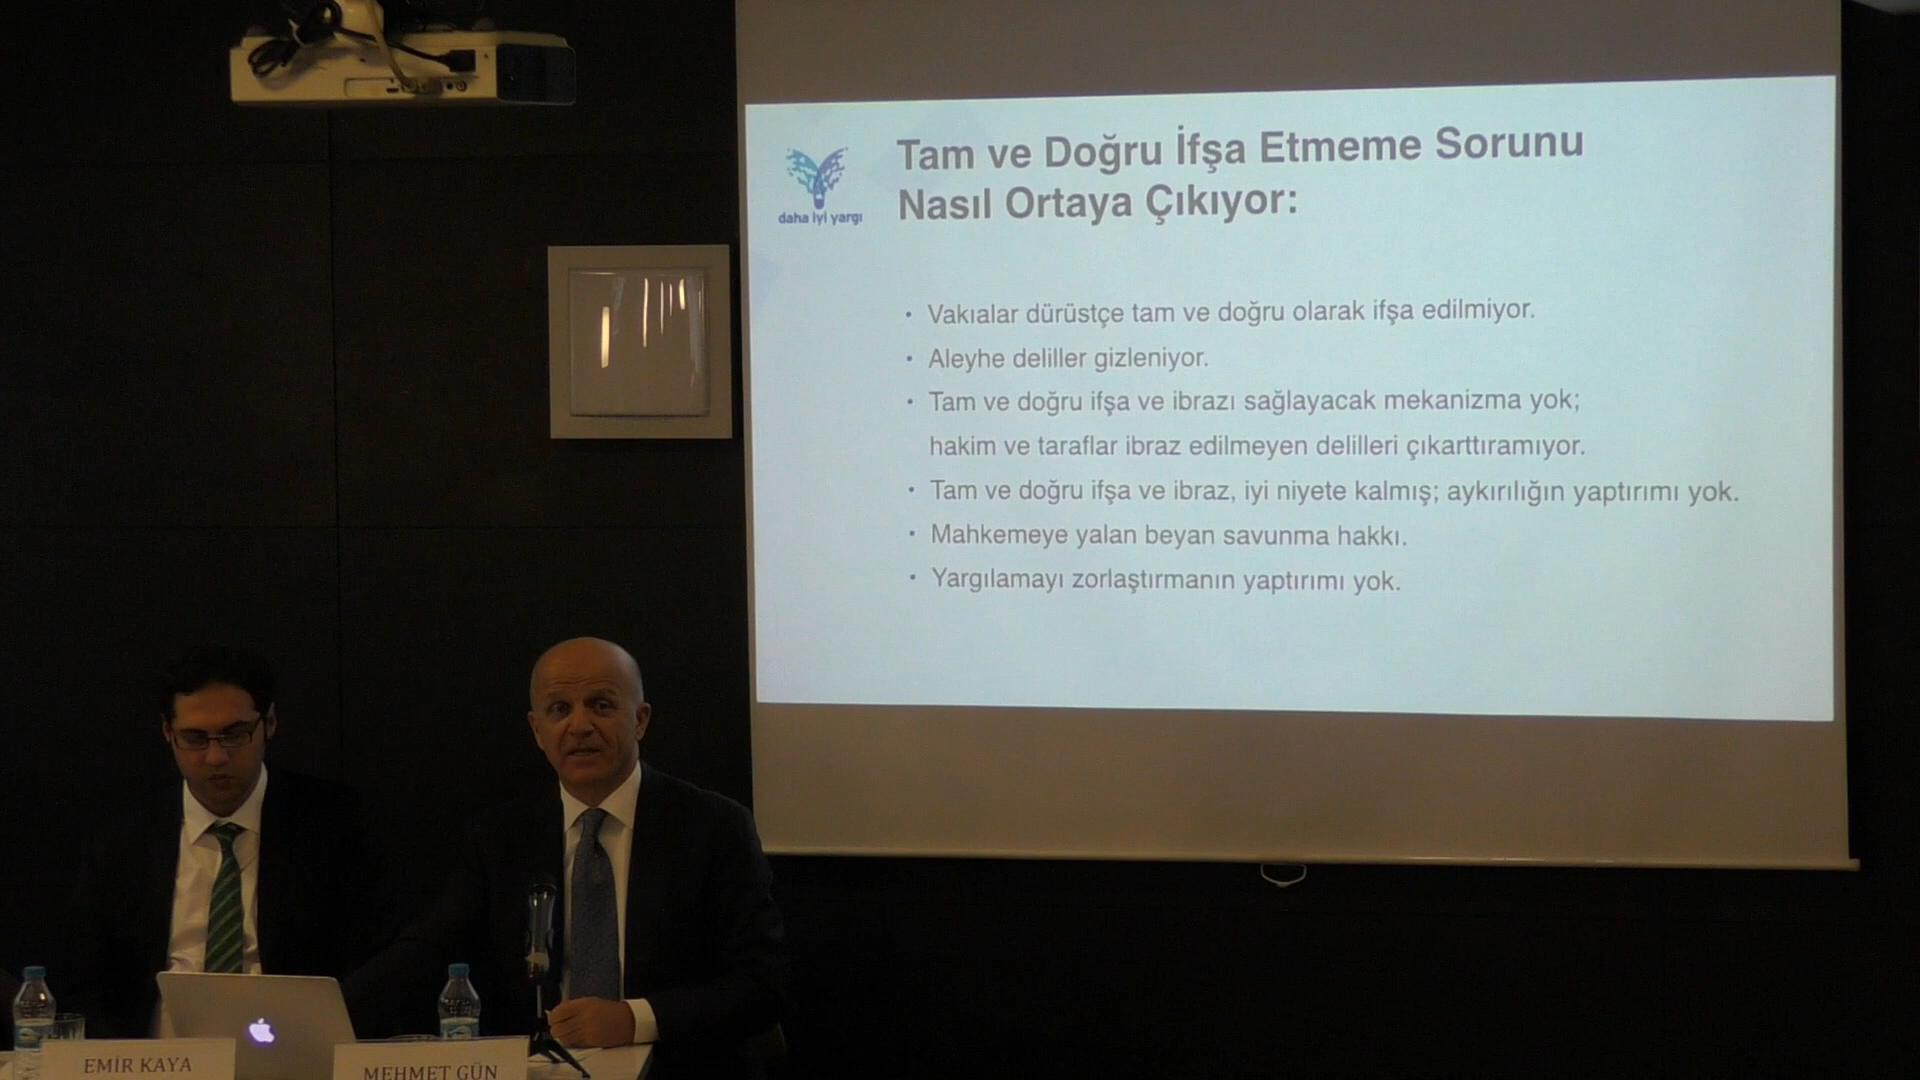 Tam ve Doğru İfşa Etmeme Sorunu
Nasıl Ortaya Çıkıyor:
daha iyi yargı
• Vakıalar dürüstçe tam ve doğru olarak ifşa edilmiyor.
• Aleyhe deliller gizleniyor.
• Tam ve doğru ifşa ve ibrazı sağlayacak mekanizma yok;
hakim ve taraflar ibraz edilmeyen delilleri çıkarttıramıyor.
• Tam ve doğru ifşa ve ibraz, iyi niyete kalmış; aykırılığın yaptırımı yok.
• Mahkemeye yalan beyan savunma hakkı.
• Yargılamayı zorlaştırmanın yaptırımı yok.
EMİR KAYA
MEHMET GÜN